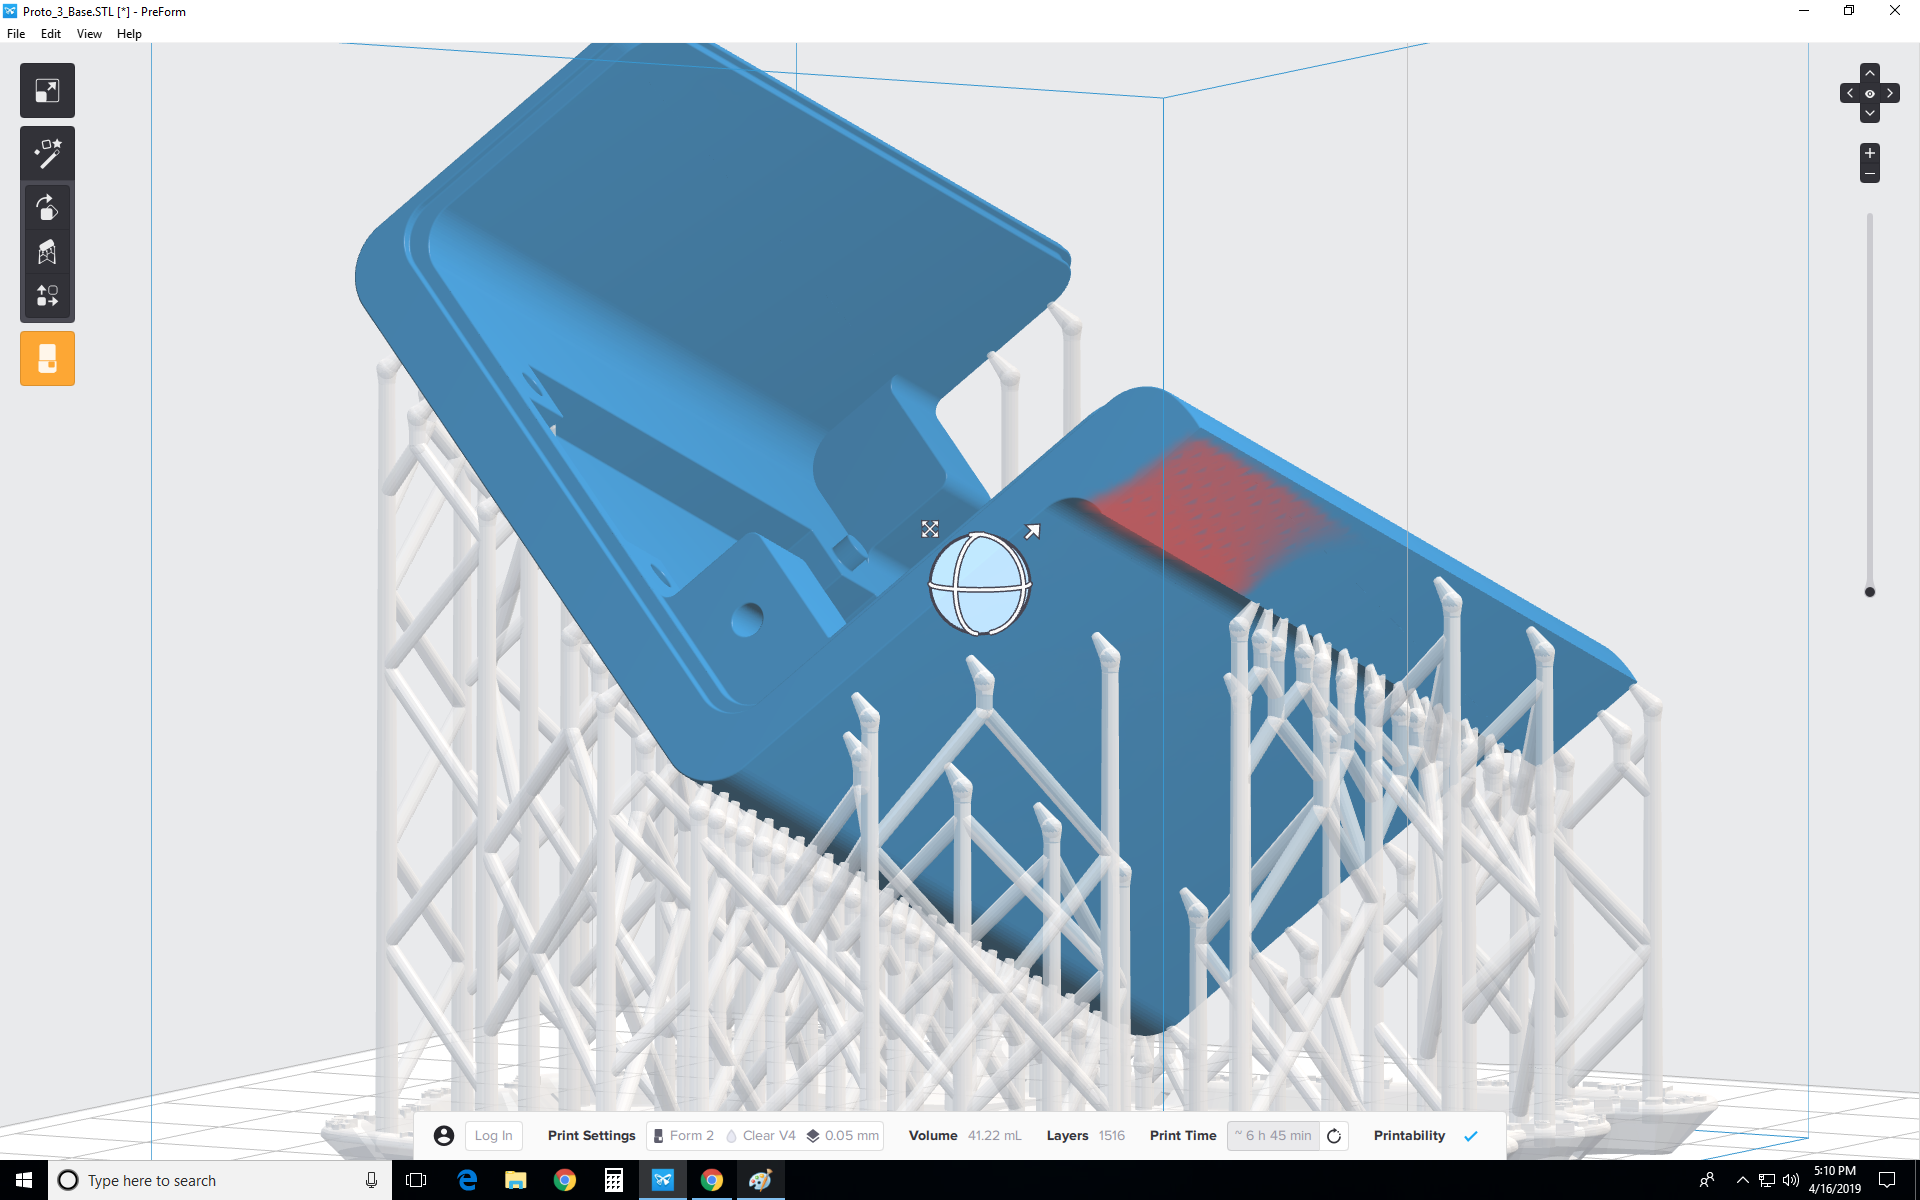 Proto_3_Base.STL [*] - PreForm
File Edit View Help
Log In Print Settings Form 2 Clear V4 0.05 mm Volume 41.22 mL Layers 1516 Print Time ~ 6 h 45 min Printability
Type here to search
5:10 PM
4/16/2019